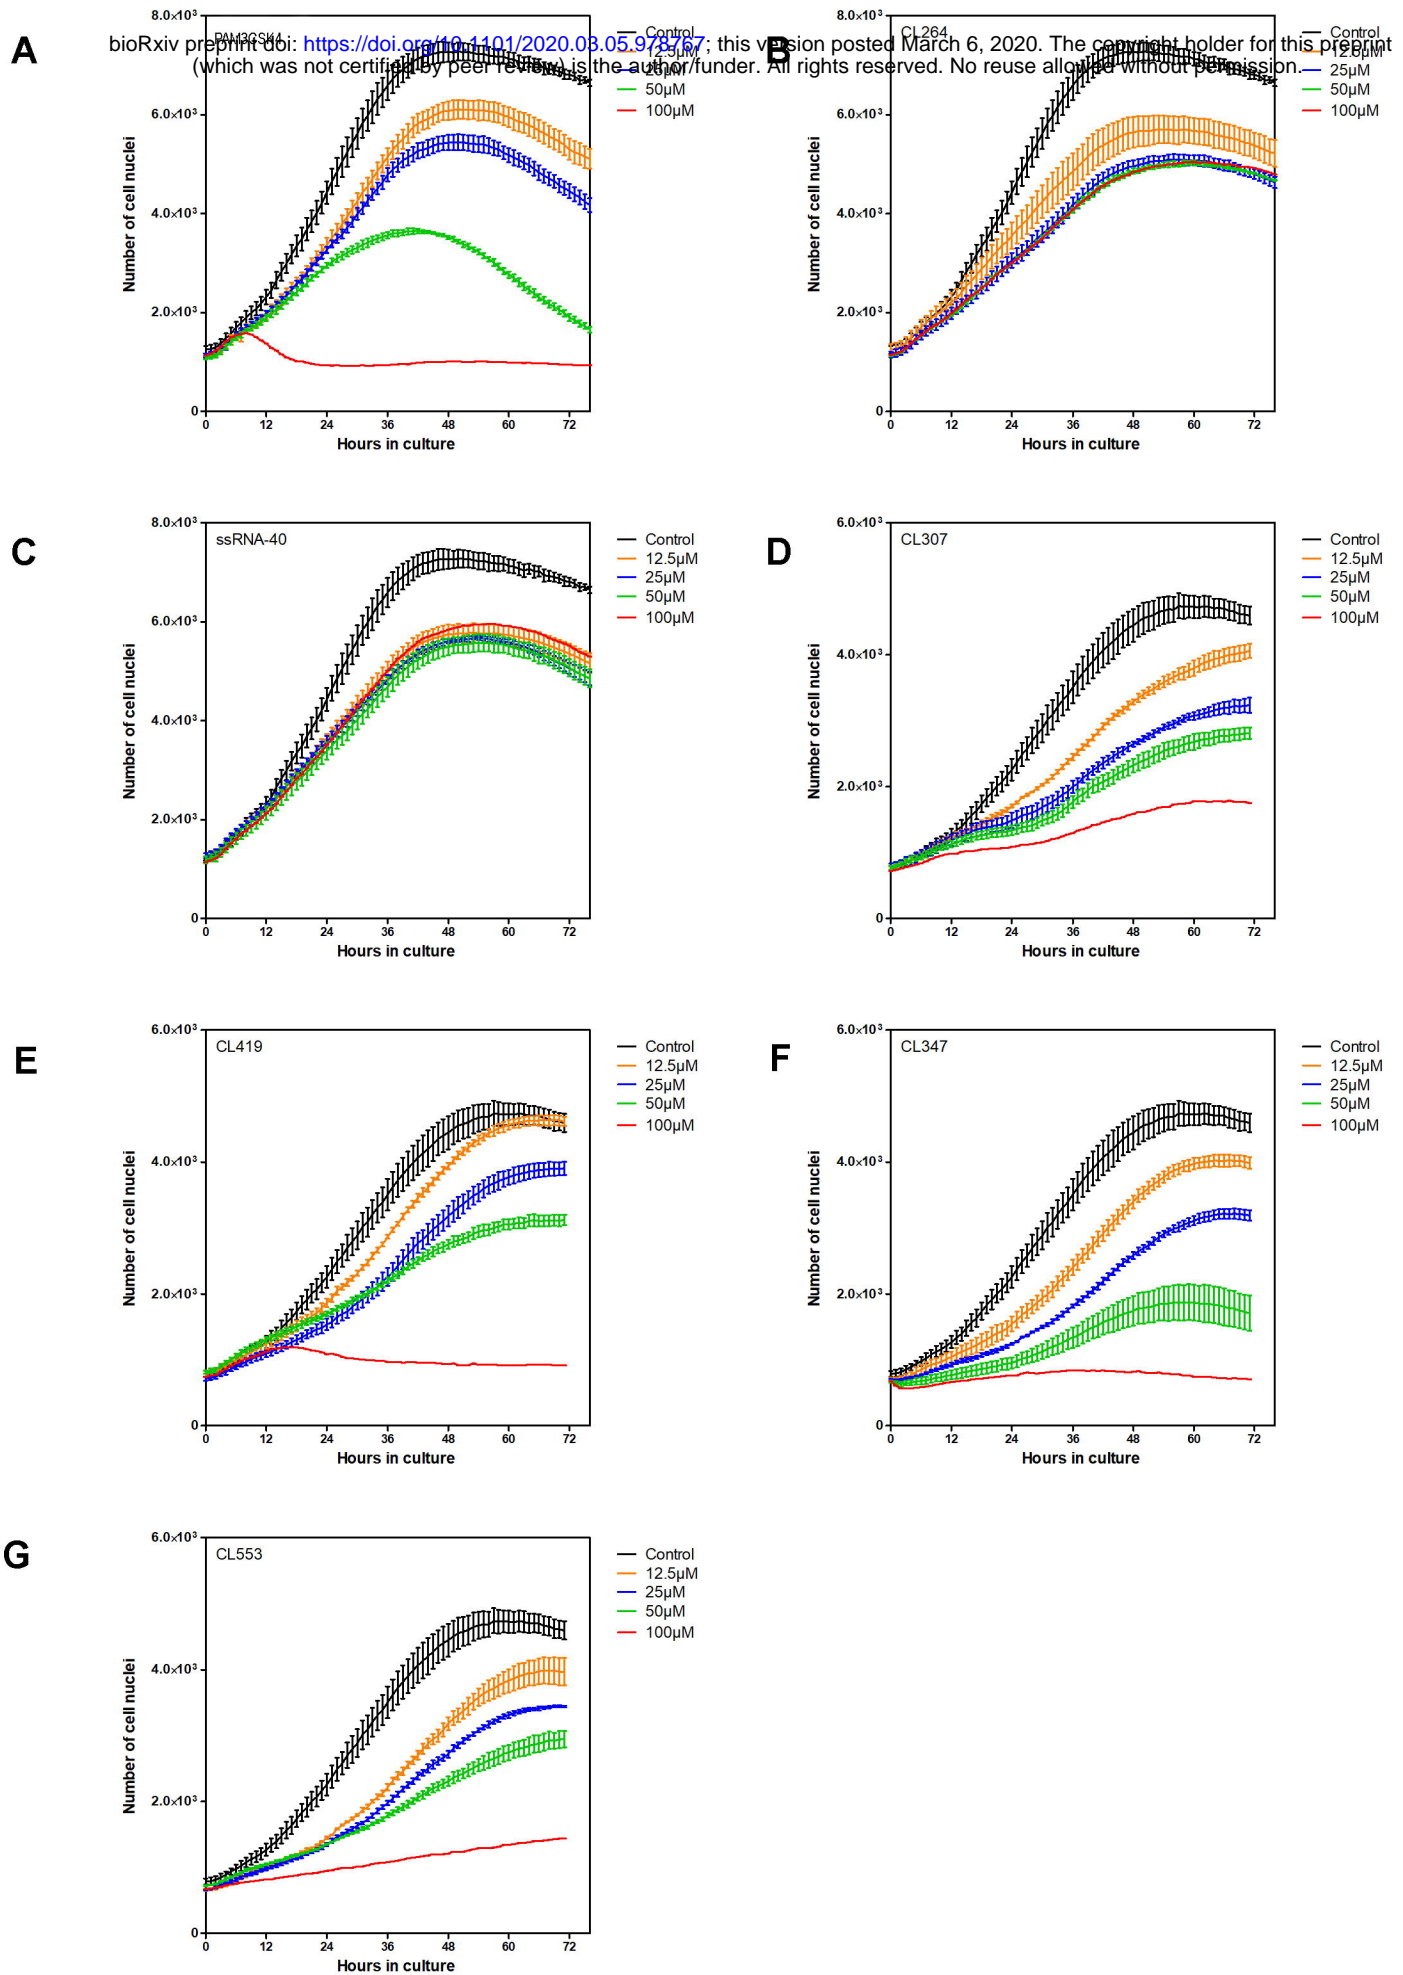 bioRxiv preprint doi: https://doi.org/10.1101/2020.03.05.978767; this version posted March 6, 2020. The copyright holder for this preprint
(which was not certified by peer review) is the author/funder. All rights reserved. No reuse allowed without permission.
A
PAM3CSK4
Number of cell nuclei
8.0×10³
6.0×10³
4.0×10³
2.0×10³
0
0 12 24 36 48 60 72
Hours in culture
Control
12.5µM
25µM
50µM
100µM
B
CL264
Number of cell nuclei
8.0×10³
6.0×10³
4.0×10³
2.0×10³
0
0 12 24 36 48 60 72
Hours in culture
Control
12.5µM
25µM
50µM
100µM
C
ssRNA-40
Number of cell nuclei
8.0×10³
6.0×10³
4.0×10³
2.0×10³
0
0 12 24 36 48 60 72
Hours in culture
Control
12.5µM
25µM
50µM
100µM
D
CL307
Number of cell nuclei
6.0×10³
4.0×10³
2.0×10³
0
0 12 24 36 48 60 72
Hours in culture
Control
12.5µM
25µM
50µM
100µM
E
CL419
Number of cell nuclei
6.0×10³
4.0×10³
2.0×10³
0
0 12 24 36 48 60 72
Hours in culture
Control
12.5µM
25µM
50µM
100µM
F
CL347
Number of cell nuclei
6.0×10³
4.0×10³
2.0×10³
0
0 12 24 36 48 60 72
Hours in culture
Control
12.5µM
25µM
50µM
100µM
G
CL553
Number of cell nuclei
6.0×10³
4.0×10³
2.0×10³
0
0 12 24 36 48 60 72
Hours in culture
Control
12.5µM
25µM
50µM
100µM